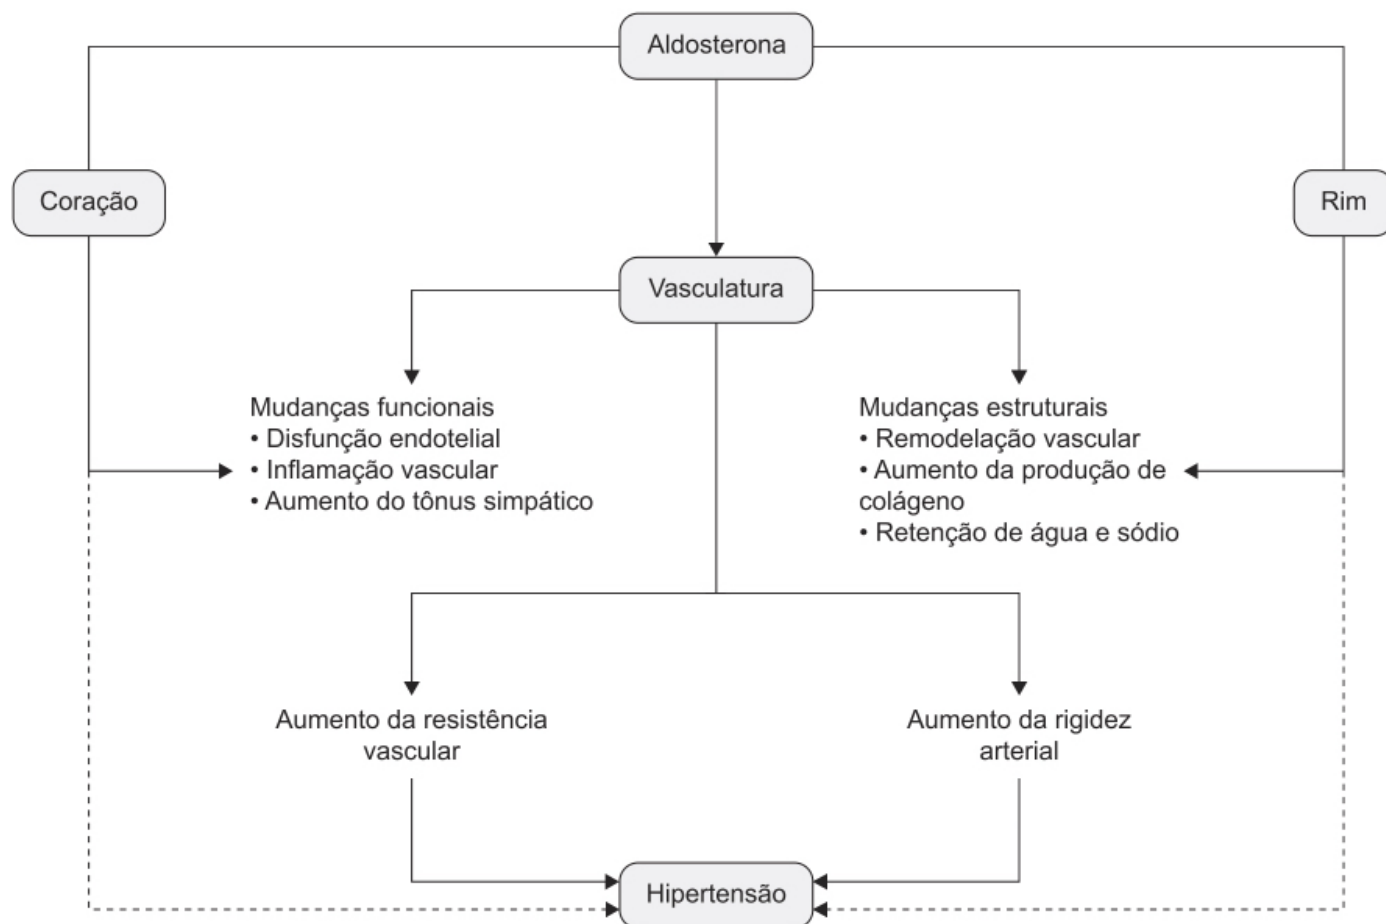 Aldosterona
Coração
Rim
Vasculatura
Mudanças funcionais
• Disfunção endotelial
• Inflamação vascular
• Aumento do tônus simpático
Mudanças estruturais
• Remodelação vascular
• Aumento da produção de
colágeno
• Retenção de água e sódio
Aumento da resistência
vascular
Aumento da rigidez
arterial
Hipertensão